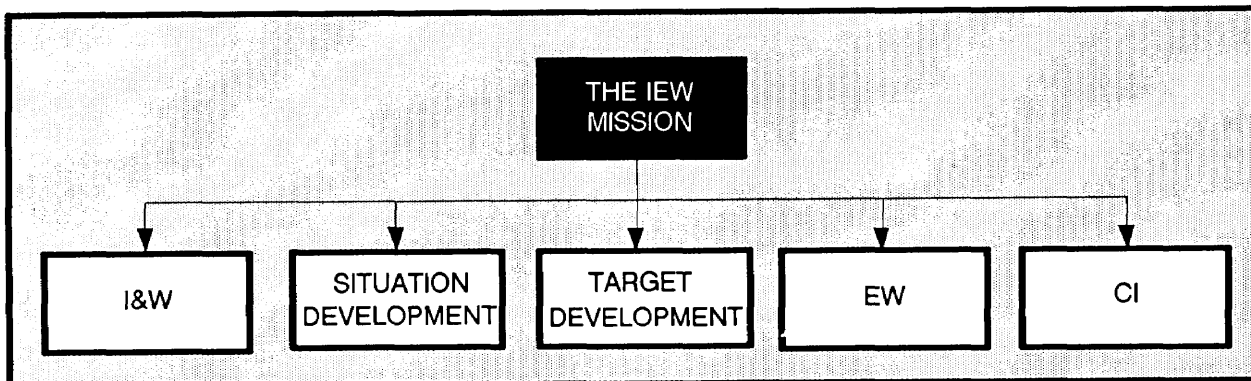 THE IEW
MISSION
I&W
SITUATION
DEVELOPMENT
TARGET
DEVELOPMENT
EW
CI